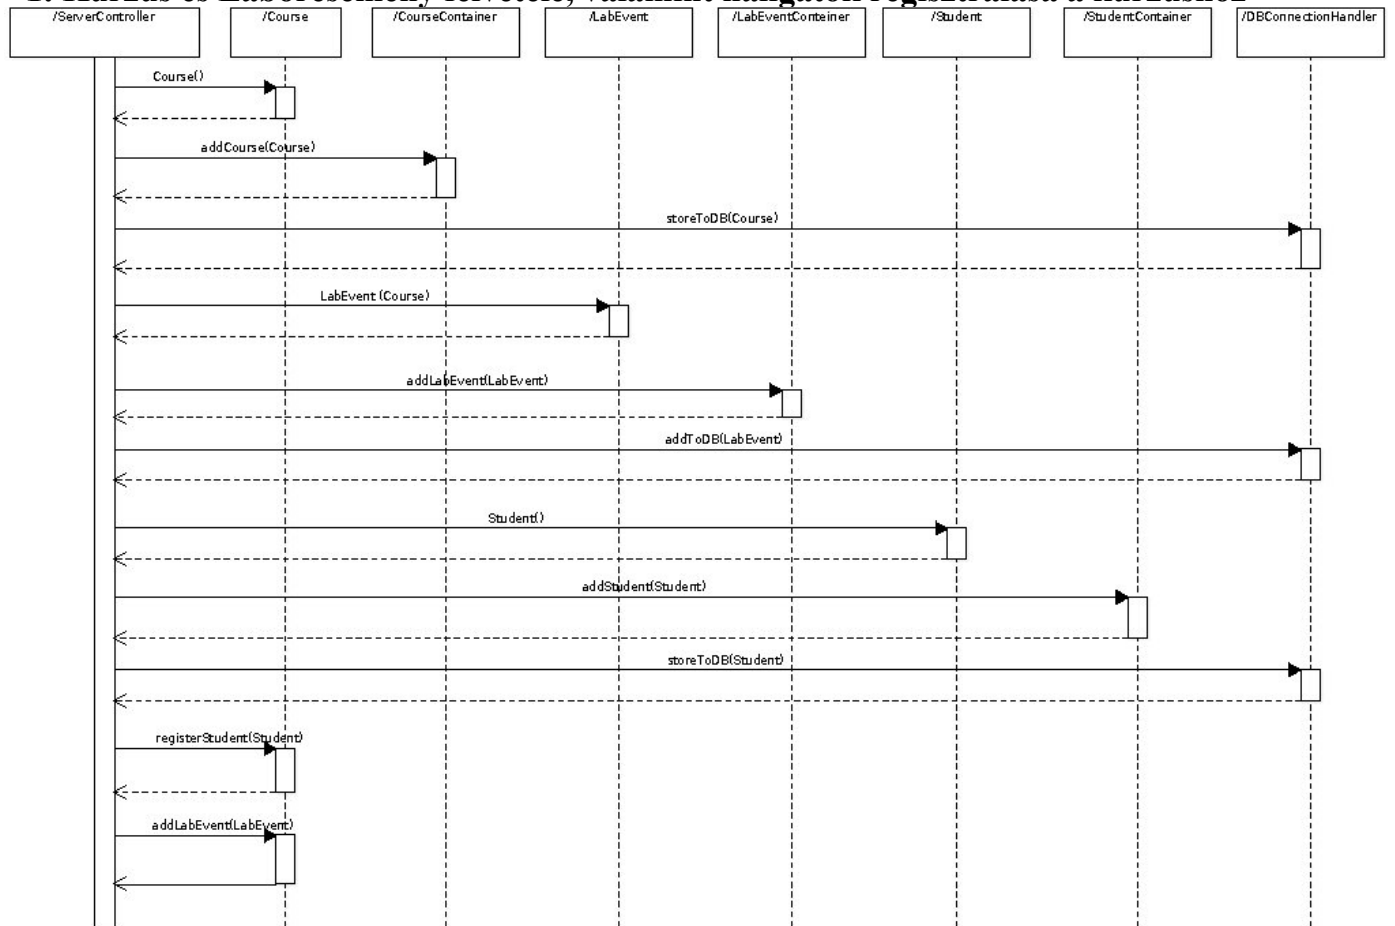 /ServerController
/Course
/CourseContainer
/LabEvent
/LabEventConteiner
/Student
/StudentContainer
/DBConnectionHandler
Course()
addCourse(Course)
storeToDB(Course)
LabEvent (Course)
addLabEvent(LabEvent)
addToDB(LabEvent)
Student()
addStudent(Student)
storeToDB(Student)
registerStudent(Student)
addLabEvent(LabEvent)